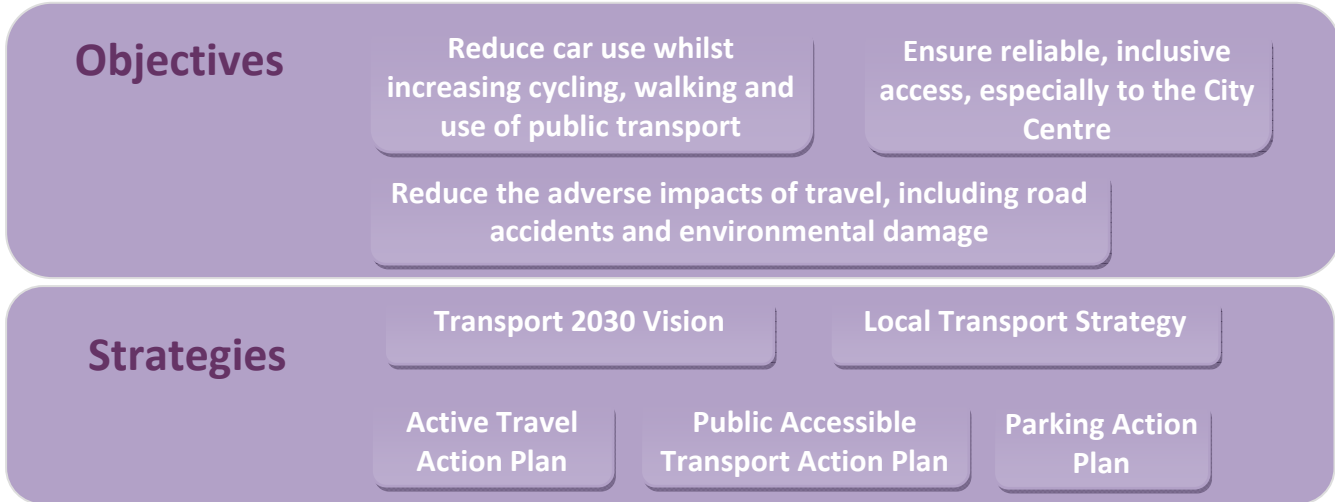 Objectives
Reduce car use whilst
increasing cycling, walking and
use of public transport
Ensure reliable, inclusive
access, especially to the City
Centre
Reduce the adverse impacts of travel, including road
accidents and environmental damage
Strategies
Transport 2030 Vision
Local Transport Strategy
Active Travel
Action Plan
Public Accessible
Transport Action Plan
Parking Action
Plan